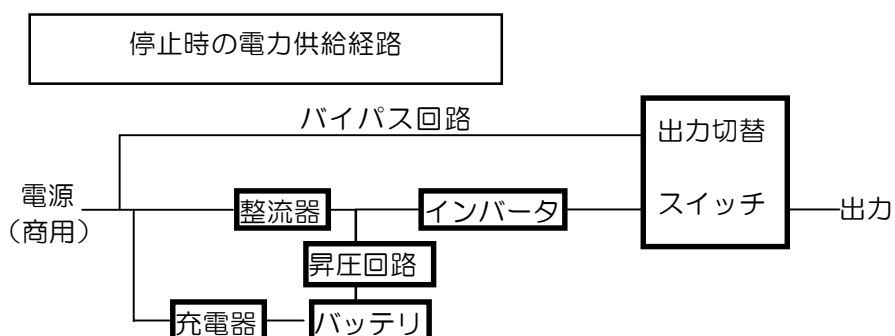 停止時の電力供給経路
バイパス回路
出力切替
スイッチ
電源
（商用）
整流器
インバータ
出力
昇圧回路
充電器
バッテリ